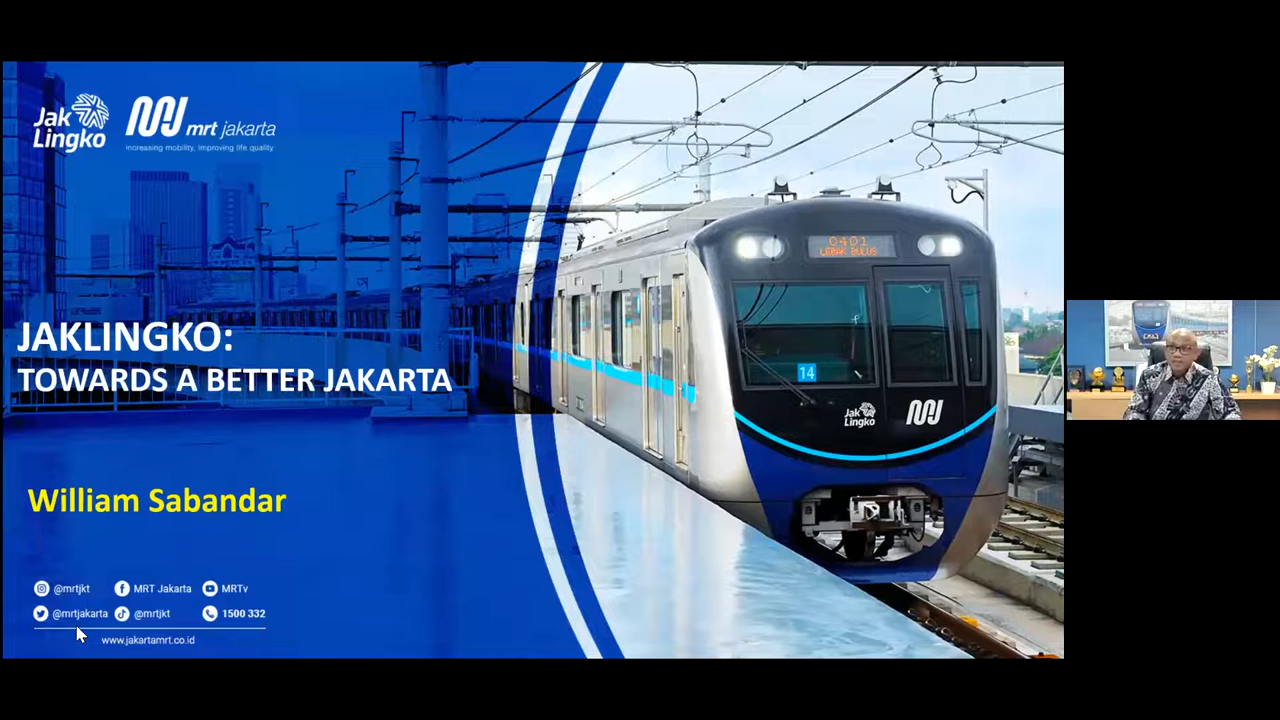 Jak
Lingko
mrt jakarta
increasing mobility, improving life quality
0401
LEBAK BULUS
14
Jak
Lingko
JAKLINGKO:
TOWARDS A BETTER JAKARTA
William Sabandar
@mrtjkt
MRT Jakarta
MRTv
@mrtjakarta
@mrtjkt
1500 332
www.jakartamrt.co.id